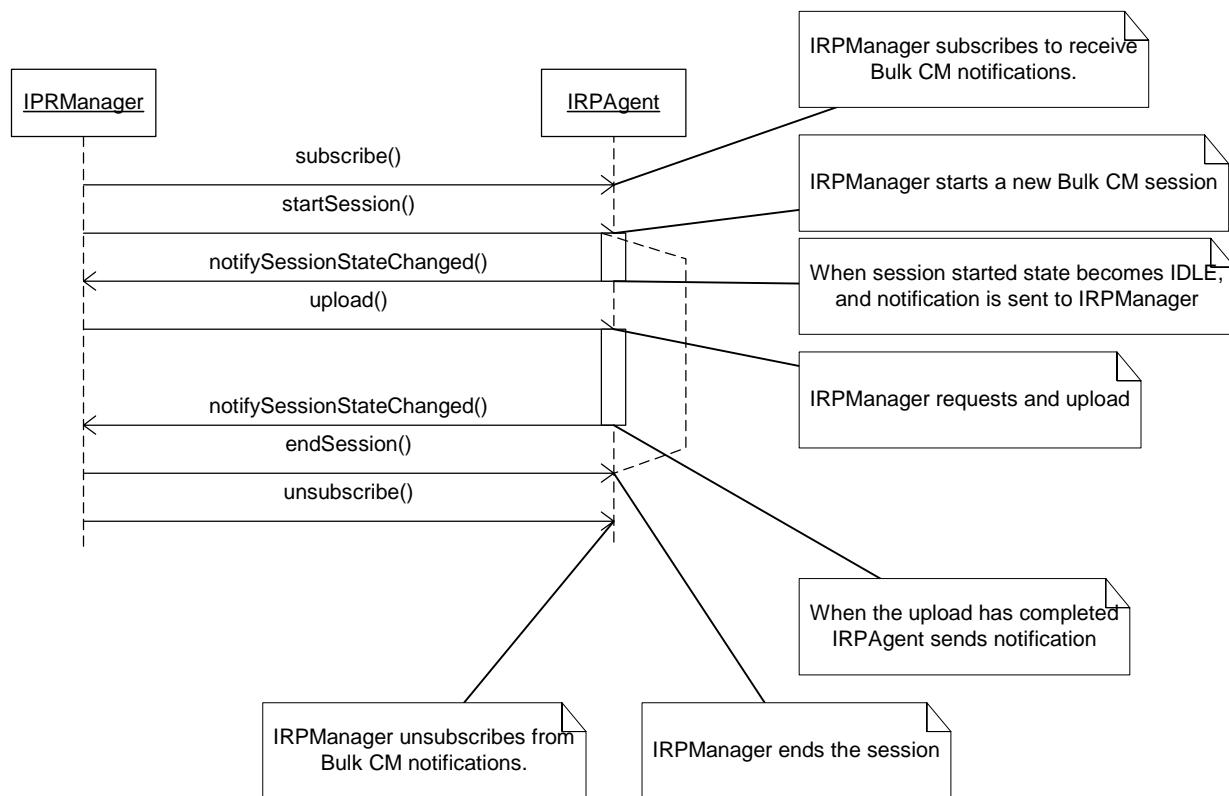 IRPManager subscribes to receive
Bulk CM notifications.
IPRManager
IRPAgent
subscribe()
IRPManager starts a new Bulk CM session
startSession()
notifySessionStateChanged()
When session started state becomes IDLE,
and notification is sent to IRPManager
upload()
IRPManager requests and upload
notifySessionStateChanged()
endSession()
unsubscribe()
When the upload has completed
IRPAgent sends notification
IRPManager unsubscribes from
Bulk CM notifications.
IRPManager ends the session